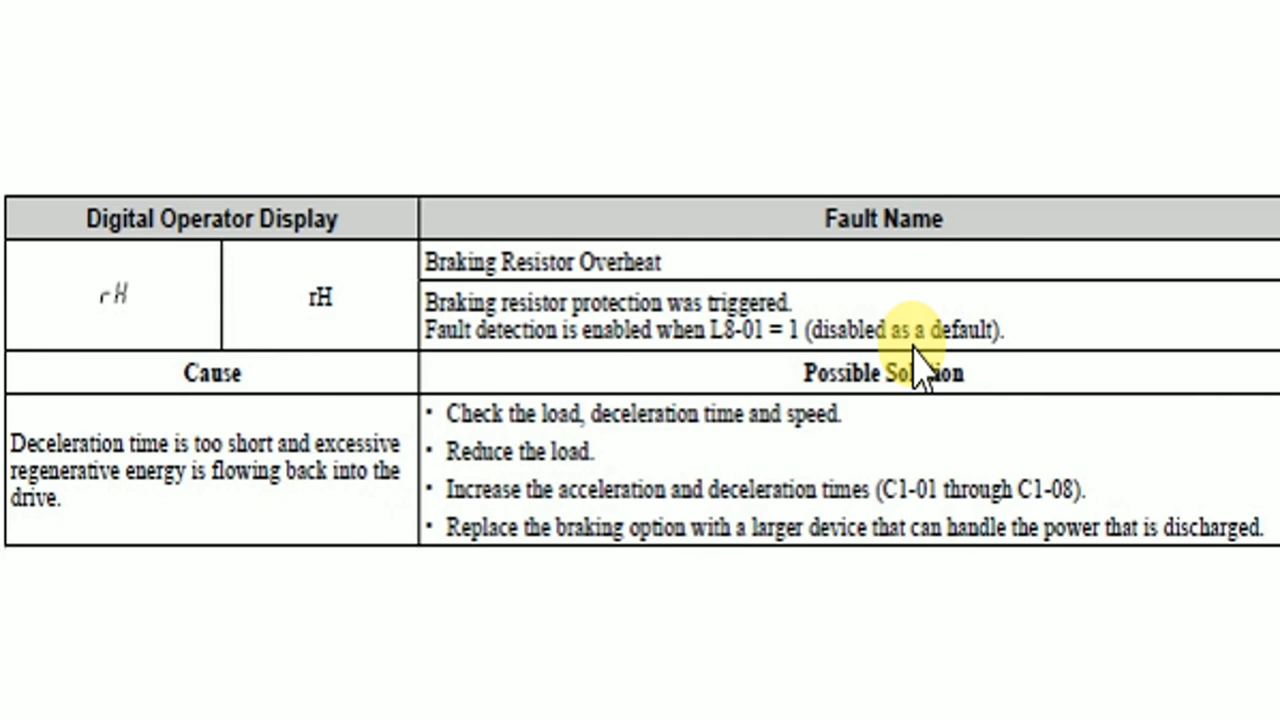 Digital Operator Display
Fault Name
rH
rH
Braking Resistor Overheat
Braking resistor protection was triggered.
Fault detection is enabled when L8-01 = 1 (disabled as a default).
Cause
Possible Solution
Deceleration time is too short and excessive
regenerative energy is flowing back into the
drive.
• Check the load, deceleration time and speed.
• Reduce the load.
• Increase the acceleration and deceleration times (C1-01 through C1-08).
• Replace the braking option with a larger device that can handle the power that is discharged.